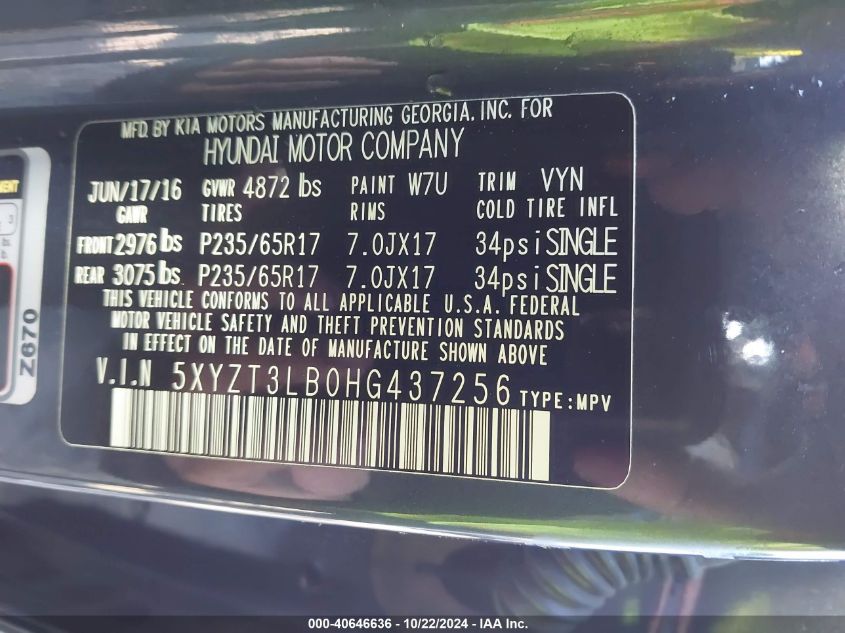 MFD. BY KIA MOTORS MANUFACTURING GEORGIA. INC. FOR
HYUNDAI MOTOR COMPANY
JUN/17/16 GVWR 4872 lbs PAINT W7U TRIM VYN
GAWR TIRES RIMS COLD TIRE INFL
FRONT 2976 lbs P235/65R17 7.0JX17 34psi SINGLE
REAR 3075 lbs P235/65R17 7.0JX17 34psi SINGLE
THIS VEHICLE CONFORMS TO ALL APPLICABLE U.S.A. FEDERAL
MOTOR VEHICLE SAFETY AND THEFT PREVENTION STANDARDS
IN EFFECT ON THE DATE OF MANUFACTURE SHOWN ABOVE
V.I.N 5XYZT3LB0HG437256 TYPE:MPV
Z670
000-40646636 - 10/22/2024 - IAA Inc.